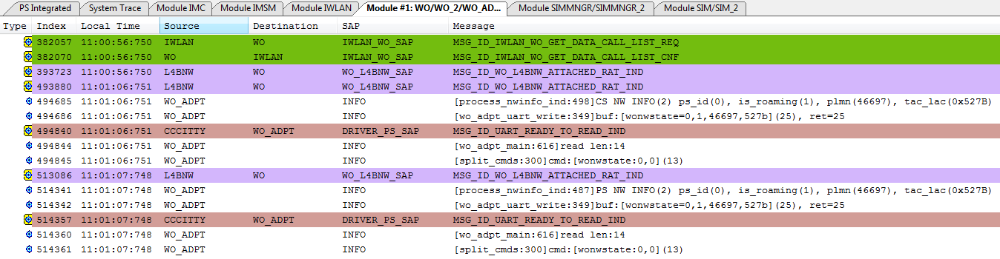 PS Integrated System Trace Module IMC Module IMSM Module IWLAN Module #1: WO/WO_2/WO_AD... Module SIMMNGR/SIMMNGR_2 Module SIM/SIM_2
Type Index Local Time Source Destination SAP Message
382057 11:00:56:750 IWLAN WO IWLAN_WO_SAP MSG_ID_IWLAN_WO_GET_DATA_CALL_LIST_REQ
382070 11:00:56:750 WO IWLAN IWLAN_WO_SAP MSG_ID_IWLAN_WO_GET_DATA_CALL_LIST_CNF
393723 11:00:56:750 L4BNW WO WO_L4BNW_SAP MSG_ID_WO_L4BNW_ATTACHED_RAT_IND
493880 11:01:06:751 L4BNW WO WO_L4BNW_SAP MSG_ID_WO_L4BNW_ATTACHED_RAT_IND
494685 11:01:06:751 WO_ADPT INFO [process_nwinfo_ind:498]CS NW INFO(2) ps_id(0), is_roaming(1), plmn(46697), tac_lac(0x527B)
494686 11:01:06:751 WO_ADPT INFO [wo_adpt_uart_write:349]buf:[wonwstate=0,1,46697,527b](25), ret=25
494840 11:01:06:751 CCCITTY WO_ADPT DRIVER_PS_SAP MSG_ID_UART_READY_TO_READ_IND
494844 11:01:06:751 WO_ADPT INFO [wo_adpt_main:616]read len:14
494845 11:01:06:751 WO_ADPT INFO [split_cmds:300]cmd:[wonwstate:0,0](13)
513086 11:01:07:748 L4BNW WO WO_L4BNW_SAP MSG_ID_WO_L4BNW_ATTACHED_RAT_IND
514341 11:01:07:748 WO_ADPT INFO [process_nwinfo_ind:487]PS NW INFO(2) ps_id(0), is_roaming(1), plmn(46697), tac_lac(0x527B)
514342 11:01:07:748 WO_ADPT INFO [wo_adpt_uart_write:349]buf:[wonwstate=0,1,46697,527b](25), ret=25
514357 11:01:07:748 CCCITTY WO_ADPT DRIVER_PS_SAP MSG_ID_UART_READY_TO_READ_IND
514360 11:01:07:748 WO_ADPT INFO [wo_adpt_main:616]read len:14
514361 11:01:07:748 WO_ADPT INFO [split_cmds:300]cmd:[wonwstate:0,0](13)